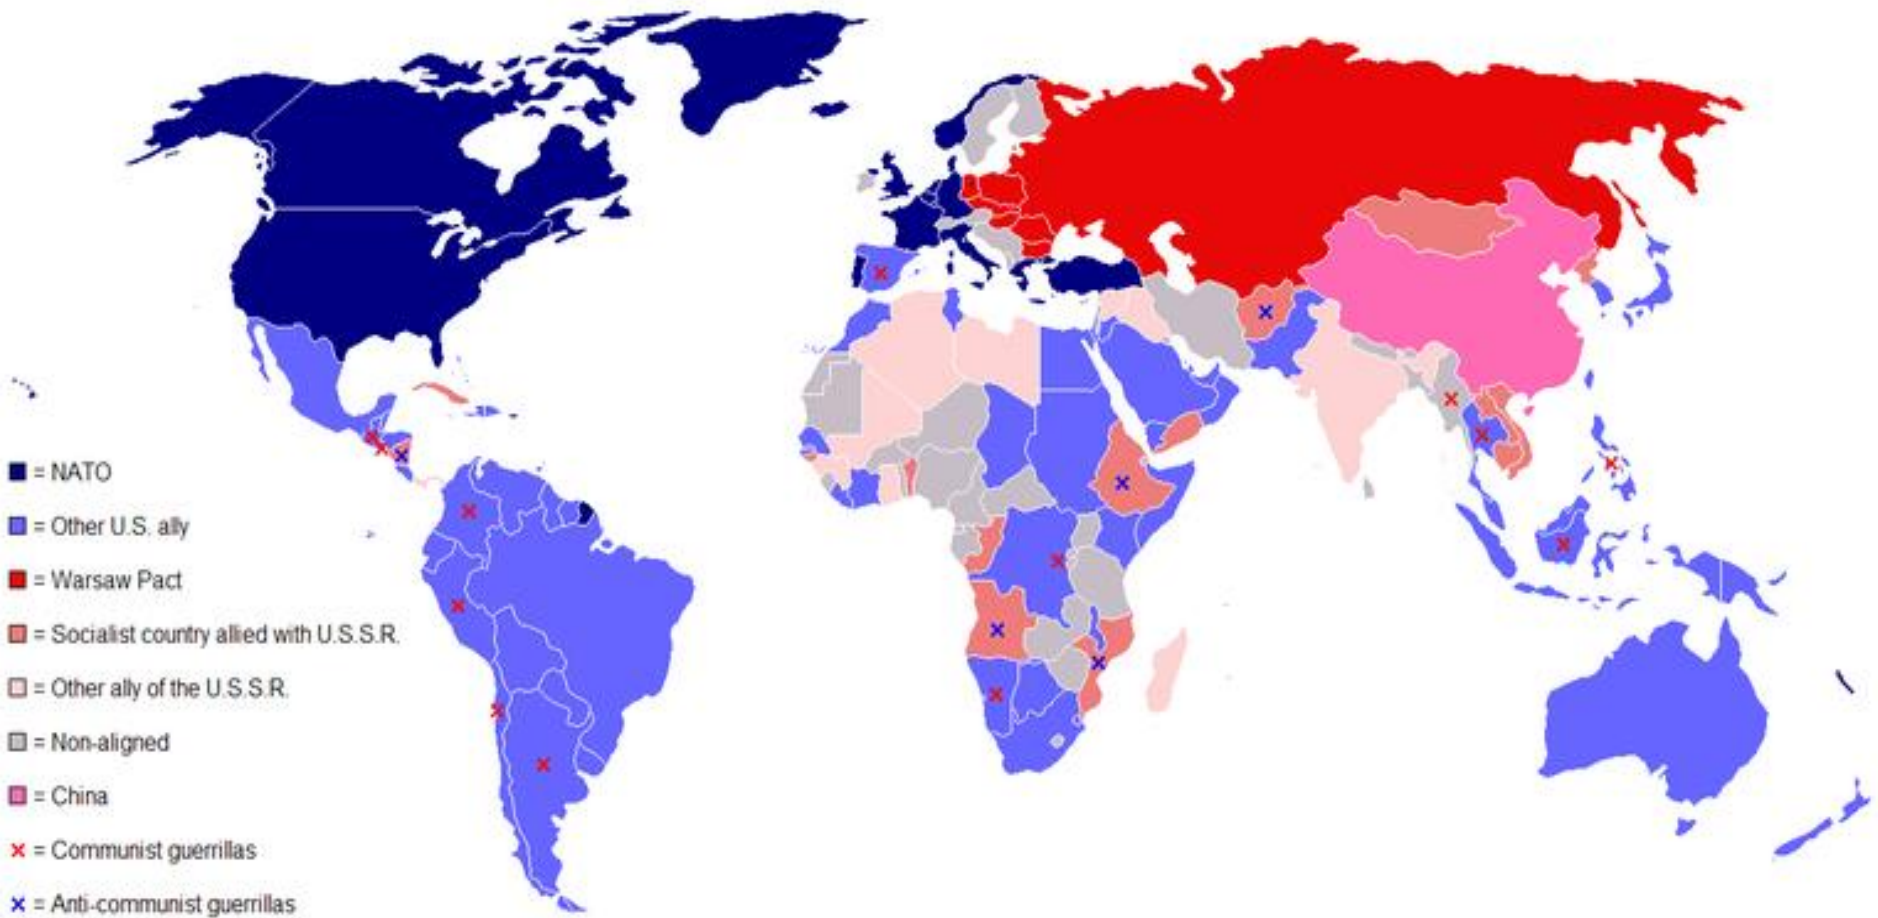 = NATO
= Other U.S. ally
= Warsaw Pact
= Socialist country allied with U.S.S.R.
= Other ally of the U.S.S.R.
= Non-aligned
= China
= Communist guerrillas
= Anti-communist guerrillas